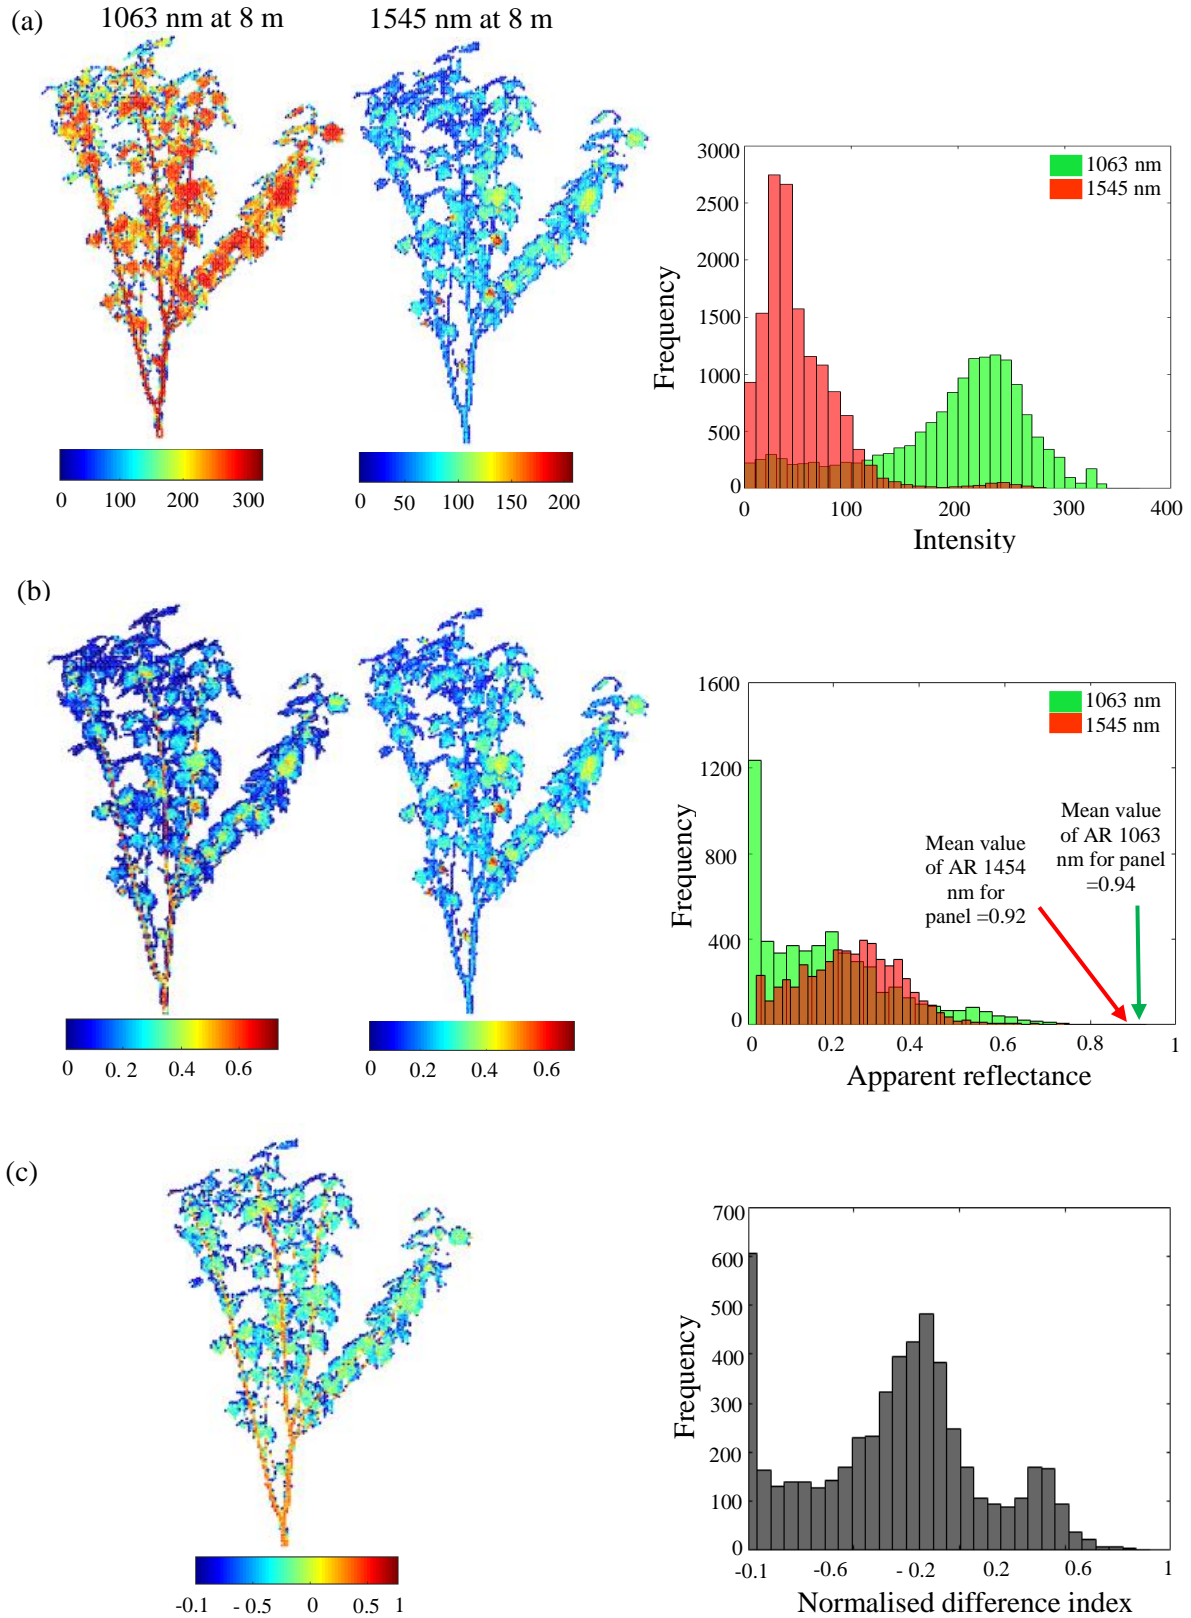 (a)
1063 nm at 8 m
1545 nm at 8 m
0 100 200 300
0 50 100 150 200
3000
2500
2000
1500
1000
500
0
Frequency
1063 nm
1545 nm
0 100 200 300 400
Intensity
(b)
0 0. 2 0.4 0.6
0 0.2 0.4 0.6
1600
1200
800
400
0
Frequency
1063 nm
1545 nm
Mean value
of AR 1454
nm for
panel =0.92
Mean value
of AR 1063
nm for panel
=0.94
0 0.2 0.4 0.6 0.8 1
Apparent reflectance
(c)
-0.1 - 0.5 0 0.5 1
700
600
500
400
300
200
100
0
Frequency
-0.1 -0.6 - 0.2 0.2 0.6 1
Normalised difference index